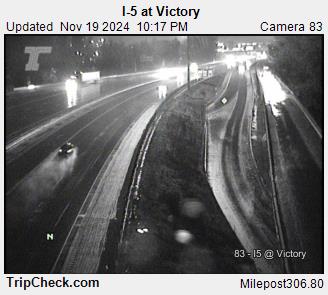 I-5 at Victory
Updated Nov 19 2024 10:17 PM Camera 83
T
N
83 - I5 @ Victory
TripCheck.com Milepost306.80